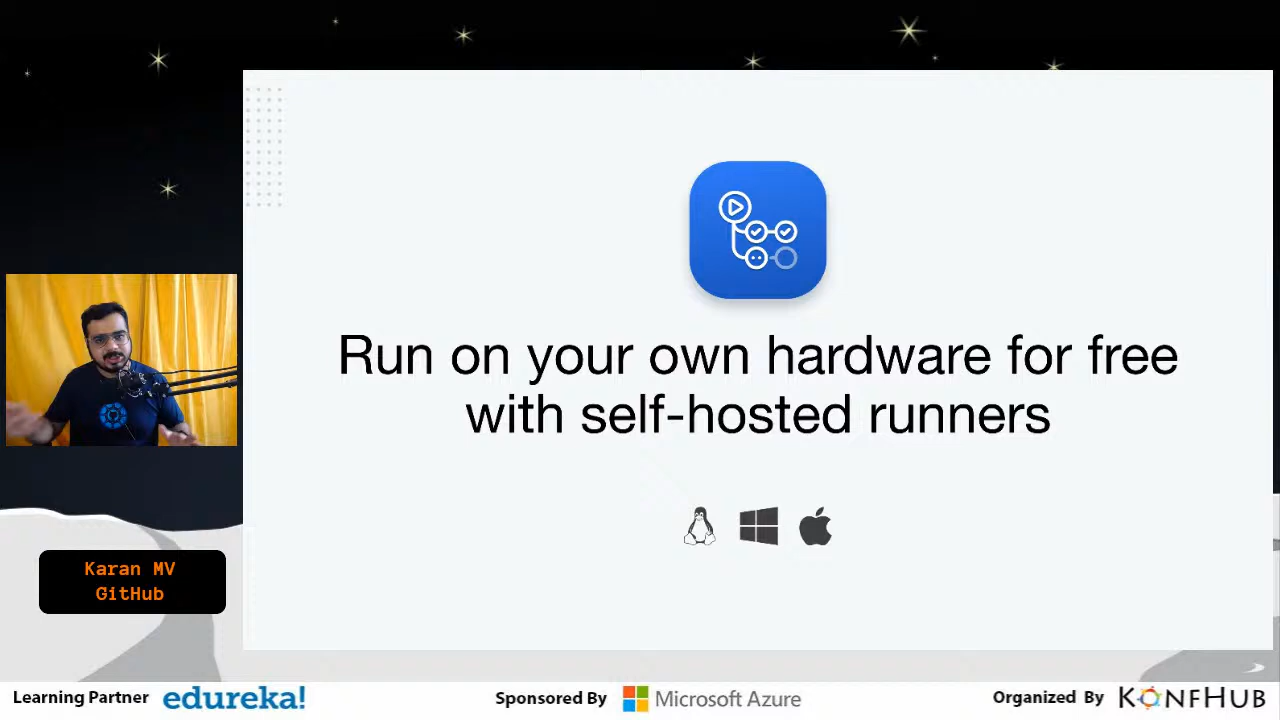 Run on your own hardware for free
with self-hosted runners
Karan MV
GitHub
Learning Partner edureka!
Sponsored By Microsoft Azure
Organized By KONFHUB